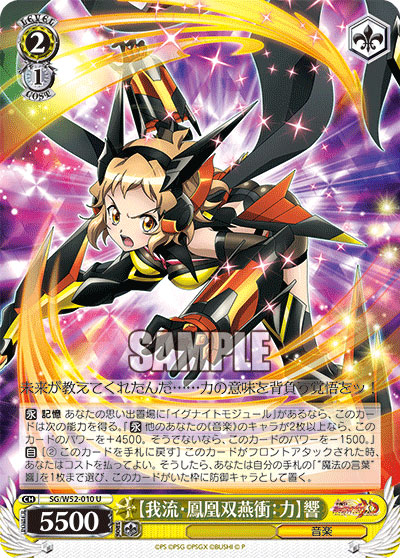 LEVEL
2
1
COST
SAMPLE
未来が教えてくれたんだ……力の意味を背負う覚悟をッ!
永 記憶 あなたの思い出置場に「イグナイトモジュール」があるなら、このカー
ドは次の能力を得る。『永 他のあなたの《音楽》のキャラが2枚以上なら、この
カードのパワーを+4500。そうでないなら、このカードのパワーを-1500。』
自【② このカードを手札に戻す】 このカードがフロントアタックされた時、
あなたはコストを払ってよい。そうしたら、あなたは自分の手札の「“魔法の言葉”
響」を1枚まで選び、このカードがいた枠に防御キャラとして置く。
CH SG/W52-010 U
5500
【我流・鳳凰双燕衝:力】響
音楽
©PS ©PSG ©PSGX ©BUSHI © P